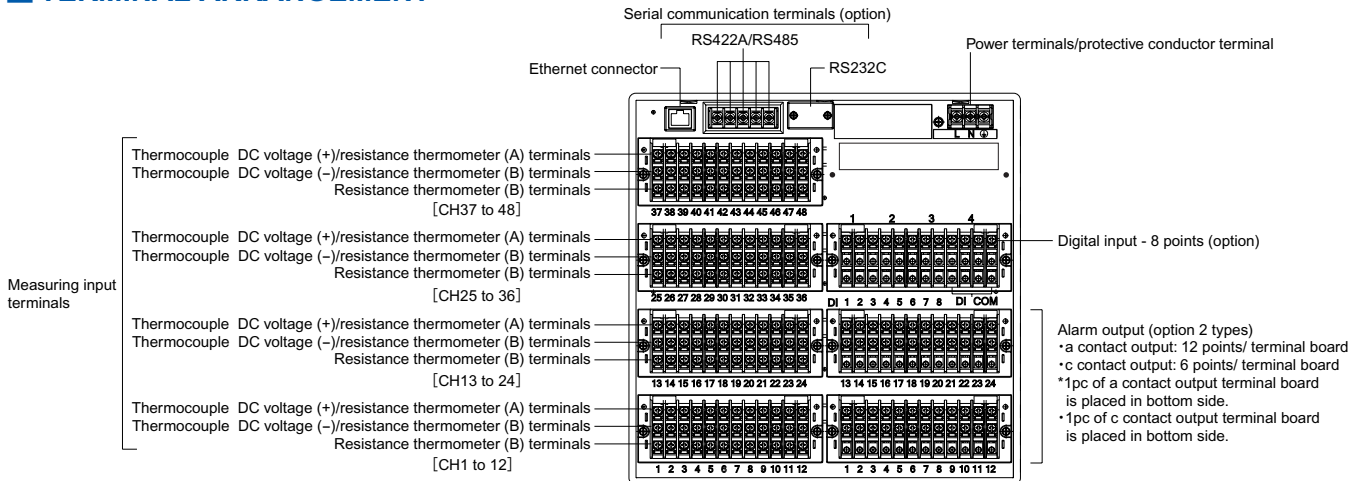 TERMINAL ARRANGEMENT
Serial communication terminals (option)
RS422A/RS485
Power terminals/protective conductor terminal
Ethernet connector
RS232C
L N
Thermocouple DC voltage (+)/resistance thermometer (A) terminals
Thermocouple DC voltage (−)/resistance thermometer (B) terminals
Resistance thermometer (B) terminals
[CH37 to 48]
37 38 39 40 41 42 43 44 45 46 47 48
1 2 3 4
Thermocouple DC voltage (+)/resistance thermometer (A) terminals
Thermocouple DC voltage (−)/resistance thermometer (B) terminals
Resistance thermometer (B) terminals
[CH25 to 36]
Digital input - 8 points (option)
25 26 27 28 29 30 31 32 33 34 35 36
DI 1 2 3 4 5 6 7 8 DI COM
Measuring input
terminals
Thermocouple DC voltage (+)/resistance thermometer (A) terminals
Thermocouple DC voltage (−)/resistance thermometer (B) terminals
Resistance thermometer (B) terminals
[CH13 to 24]
13 14 15 16 17 18 19 20 21 22 23 24
13 14 15 16 17 18 19 20 21 22 23 24
Alarm output (option 2 types)
・a contact output: 12 points/ terminal board
・c contact output: 6 points/ terminal board
*1pc of a contact output terminal board
is placed in bottom side.
・1pc of c contact output terminal board
is placed in bottom side.
Thermocouple DC voltage (+)/resistance thermometer (A) terminals
Thermocouple DC voltage (−)/resistance thermometer (B) terminals
Resistance thermometer (B) terminals
[CH1 to 12]
1 2 3 4 5 6 7 8 9 10 11 12
1 2 3 4 5 6 7 8 9 10 11 12